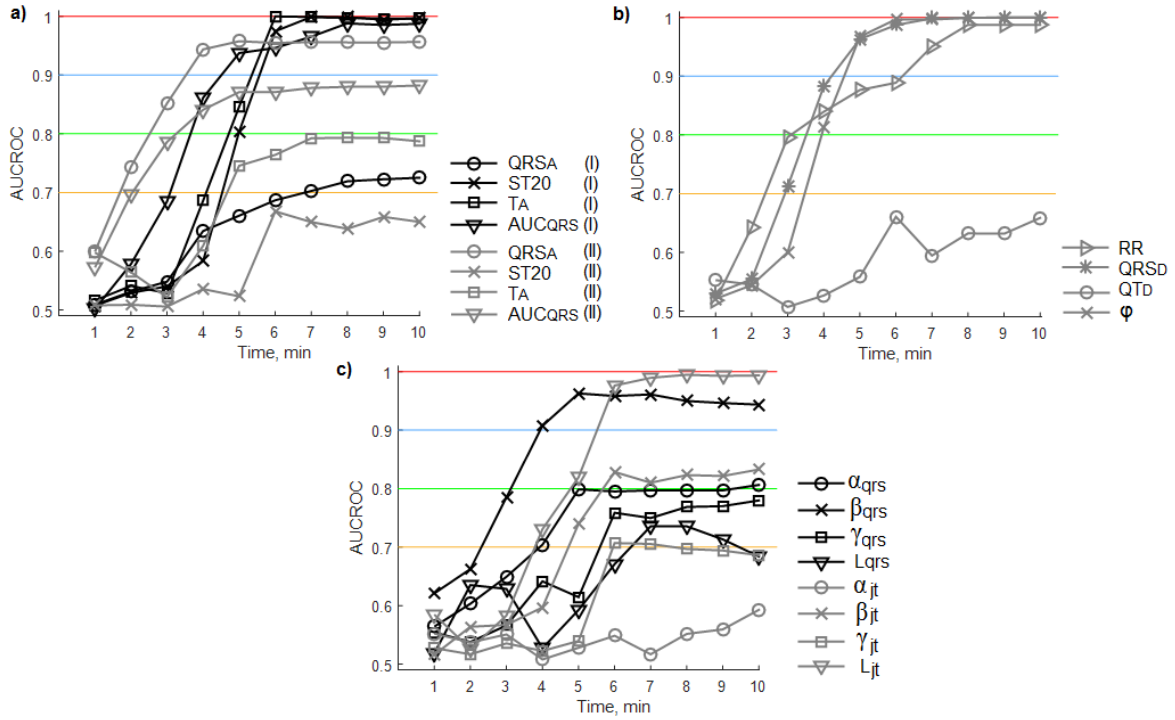 a)
1
0.9
0.8
0.7
0.6
0.5
AUCROC
1 2 3 4 5 6 7 8 9 10
Time, min
QRSA (I)
ST20 (I)
TA (I)
AUCQRS (I)
QRSA (II)
ST20 (II)
TA (II)
AUCQRS (II)
b)
1
0.9
0.8
0.7
0.6
0.5
AUCROC
1 2 3 4 5 6 7 8 9 10
Time, min
RR
QRSD
QTD
φ
c)
1
0.9
0.8
0.7
0.6
0.5
AUCROC
1 2 3 4 5 6 7 8 9 10
Time, min
αqrs
βqrs
γqrs
Lqrs
αjt
βjt
γjt
Ljt